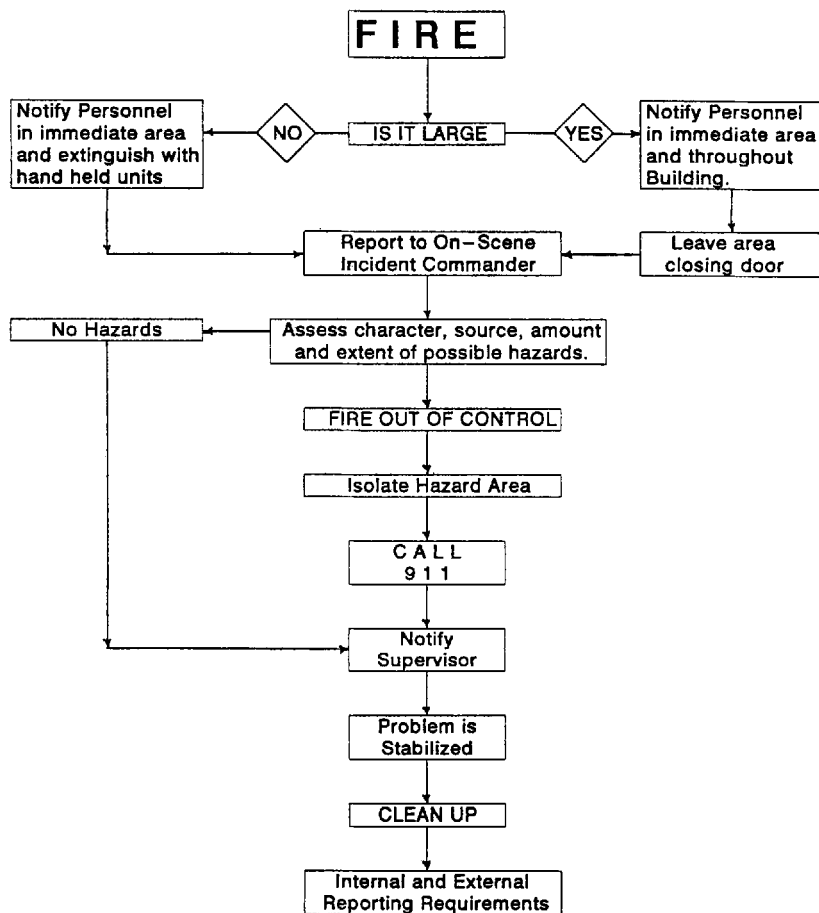 F I R E
IS IT LARGE
NO
YES
Notify Personnel
in immediate area
and extinguish with
hand held units
Notify Personnel
in immediate area
and throughout
Building.
Leave area
closing door
Report to On-Scene
Incident Commander
Assess character, source, amount
and extent of possible hazards.
No Hazards
FIRE OUT OF CONTROL
Isolate Hazard Area
C A L L
9 1 1
Notify
Supervisor
Problem is
Stabilized
CLEAN UP
Internal and External
Reporting Requirements